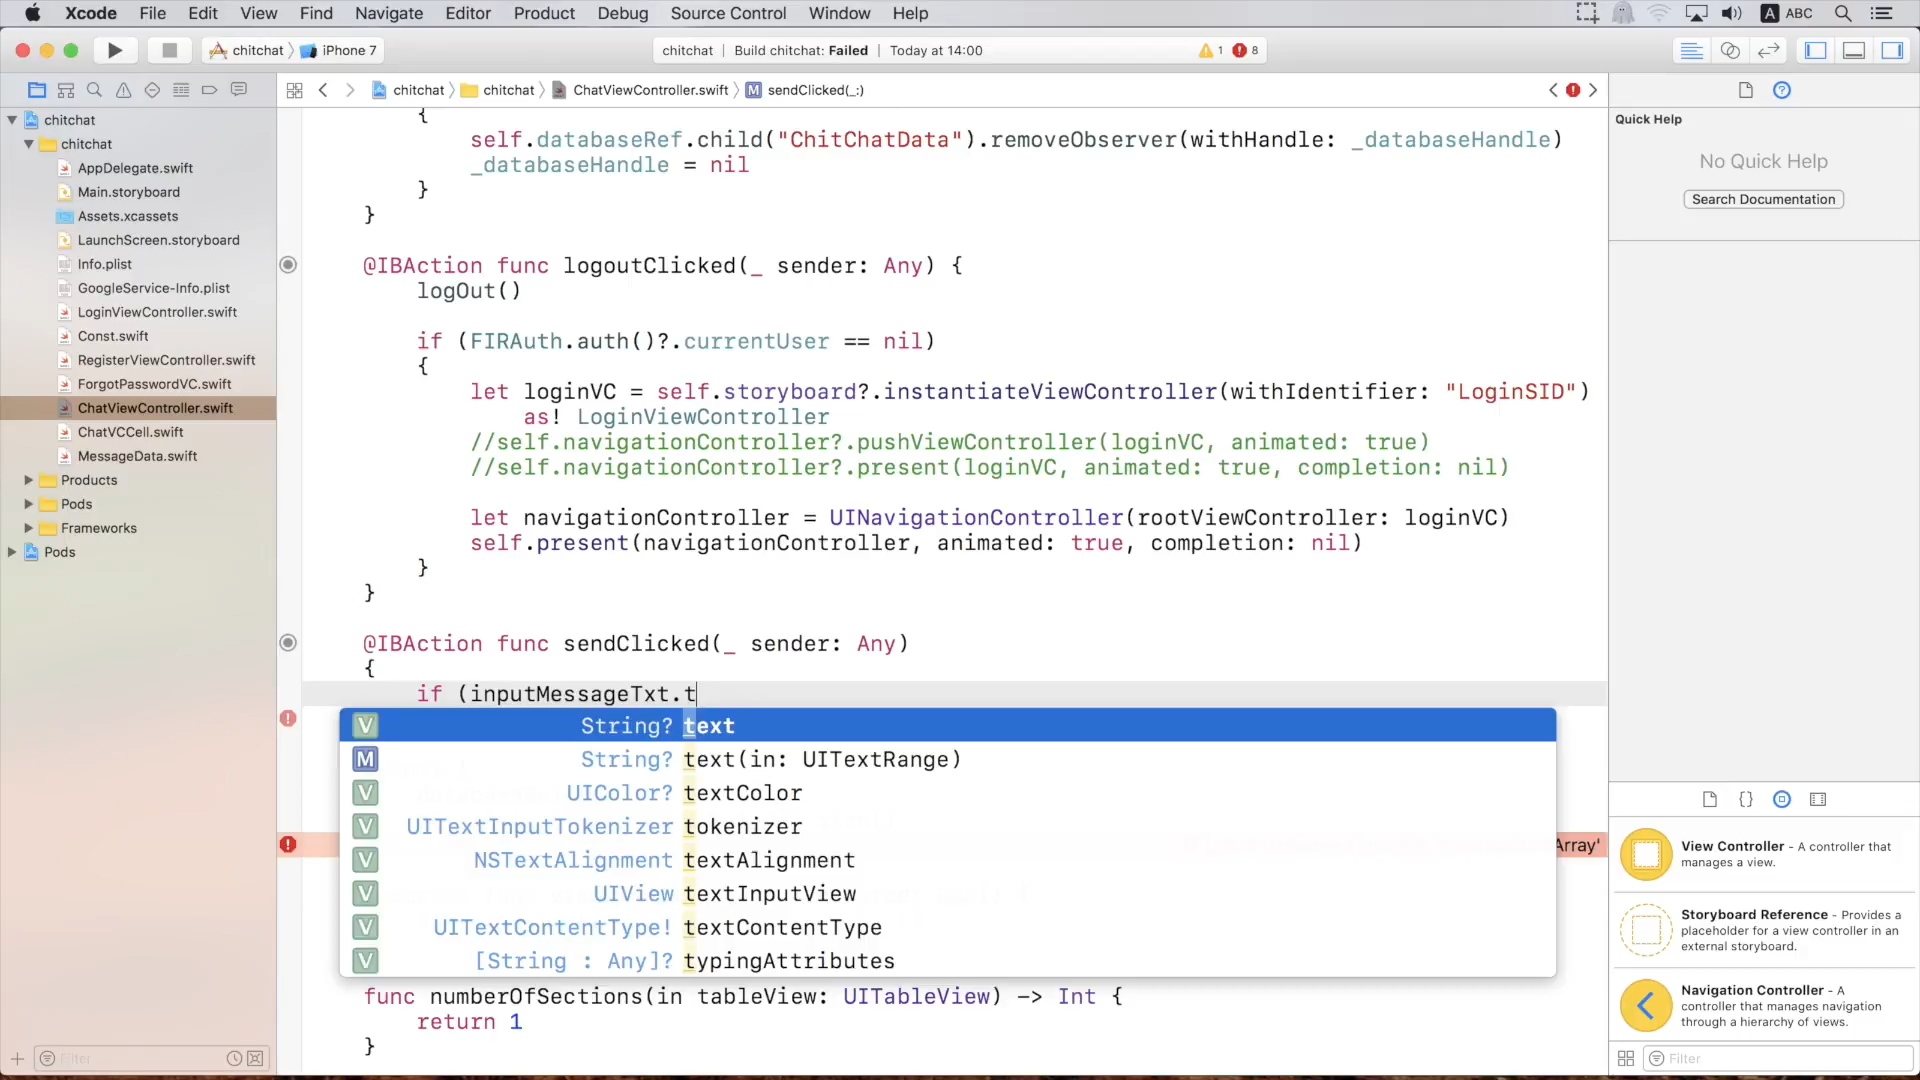 Xcode File Edit View Find Navigate Editor Product Debug Source Control Window Help A ABC
chitchat iPhone 7 chitchat | Build chitchat: Failed | Today at 14:00 1 8
chitchat chitchat ChatViewController.swift M sendClicked(_:)
chitchat
chitchat
AppDelegate.swift
Main.storyboard
Assets.xcassets
LaunchScreen.storyboard
Info.plist
GoogleService-Info.plist
LoginViewController.swift
Const.swift
RegisterViewController.swift
ForgotPasswordVC.swift
ChatViewController.swift
ChatVCCell.swift
MessageData.swift
Products
Pods
Frameworks
Pods
Filter
{
self.databaseRef.child("ChitChatData").removeObserver(withHandle: _databaseHandle)
_databaseHandle = nil
}
}
@IBAction func logoutClicked(_ sender: Any) {
logOut()
if (FIRAuth.auth()?.currentUser == nil)
{
let loginVC = self.storyboard?.instantiateViewController(withIdentifier: "LoginSID")
as! LoginViewController
//self.navigationController?.pushViewController(loginVC, animated: true)
//self.navigationController?.present(loginVC, animated: true, completion: nil)
let navigationController = UINavigationController(rootViewController: loginVC)
self.present(navigationController, animated: true, completion: nil)
}
}
@IBAction func sendClicked(_ sender: Any)
{
if (inputMessageTxt.t
V String? text
M String? text(in: UITextRange)
V UIColor? textColor
V UITextInputTokenizer tokenizer
Array'
V NSTextAlignment textAlignment
V UIView textInputView
V UITextContentType! textContentType
V [String : Any]? typingAttributes
func numberOfSections(in tableView: UITableView) -> Int {
return 1
}
Quick Help
No Quick Help
Search Documentation
{}
View Controller - A controller that
manages a view.
Storyboard Reference - Provides a
placeholder for a view controller in an
external storyboard.
Navigation Controller - A
controller that manages navigation
through a hierarchy of views.
Filter